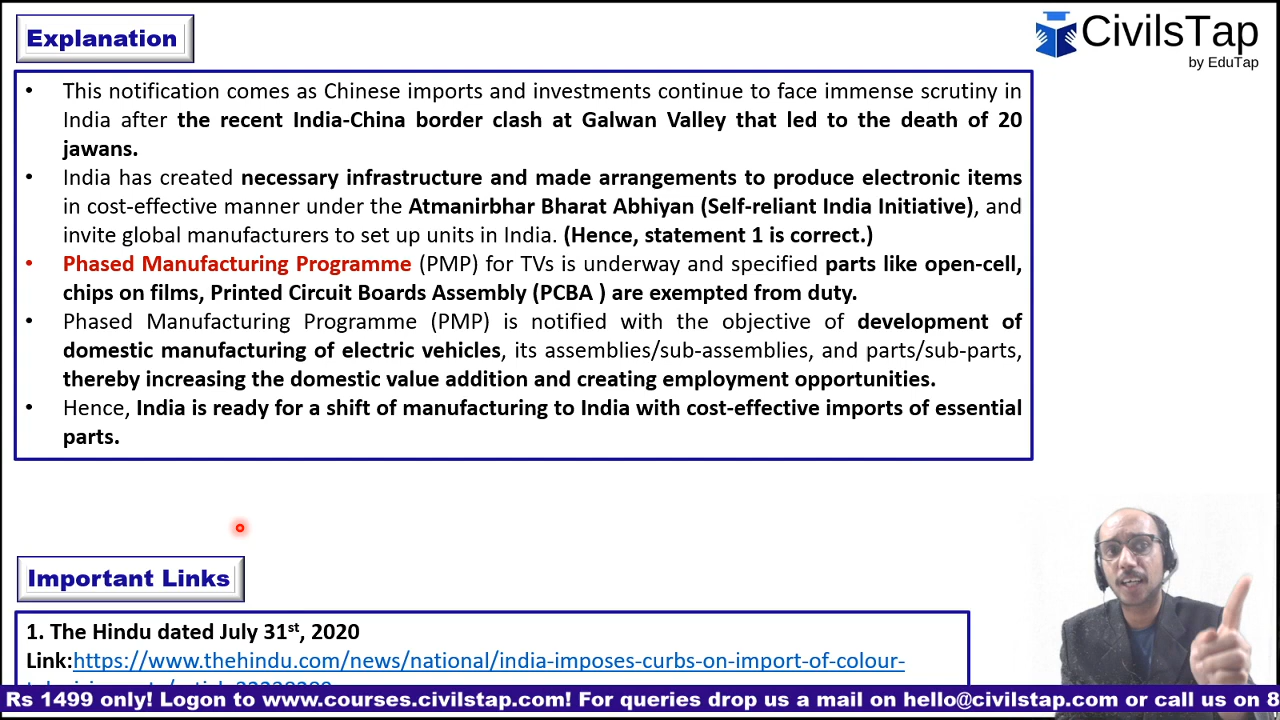 Explanation
CivilsTap
by EduTap
• This notification comes as Chinese imports and investments continue to face immense scrutiny in
India after the recent India-China border clash at Galwan Valley that led to the death of 20
jawans.
• India has created necessary infrastructure and made arrangements to produce electronic items
in cost-effective manner under the Atmanirbhar Bharat Abhiyan (Self-reliant India Initiative), and
invite global manufacturers to set up units in India. (Hence, statement 1 is correct.)
• Phased Manufacturing Programme (PMP) for TVs is underway and specified parts like open-cell,
chips on films, Printed Circuit Boards Assembly (PCBA ) are exempted from duty.
• Phased Manufacturing Programme (PMP) is notified with the objective of development of
domestic manufacturing of electric vehicles, its assemblies/sub-assemblies, and parts/sub-parts,
thereby increasing the domestic value addition and creating employment opportunities.
• Hence, India is ready for a shift of manufacturing to India with cost-effective imports of essential
parts.
Important Links
1. The Hindu dated July 31st, 2020
Link:https://www.thehindu.com/news/national/india-imposes-curbs-on-import-of-colour-
Rs 1499 only! Logon to www.courses.civilstap.com! For queries drop us a mail on hello@civilstap.com or call us on 8